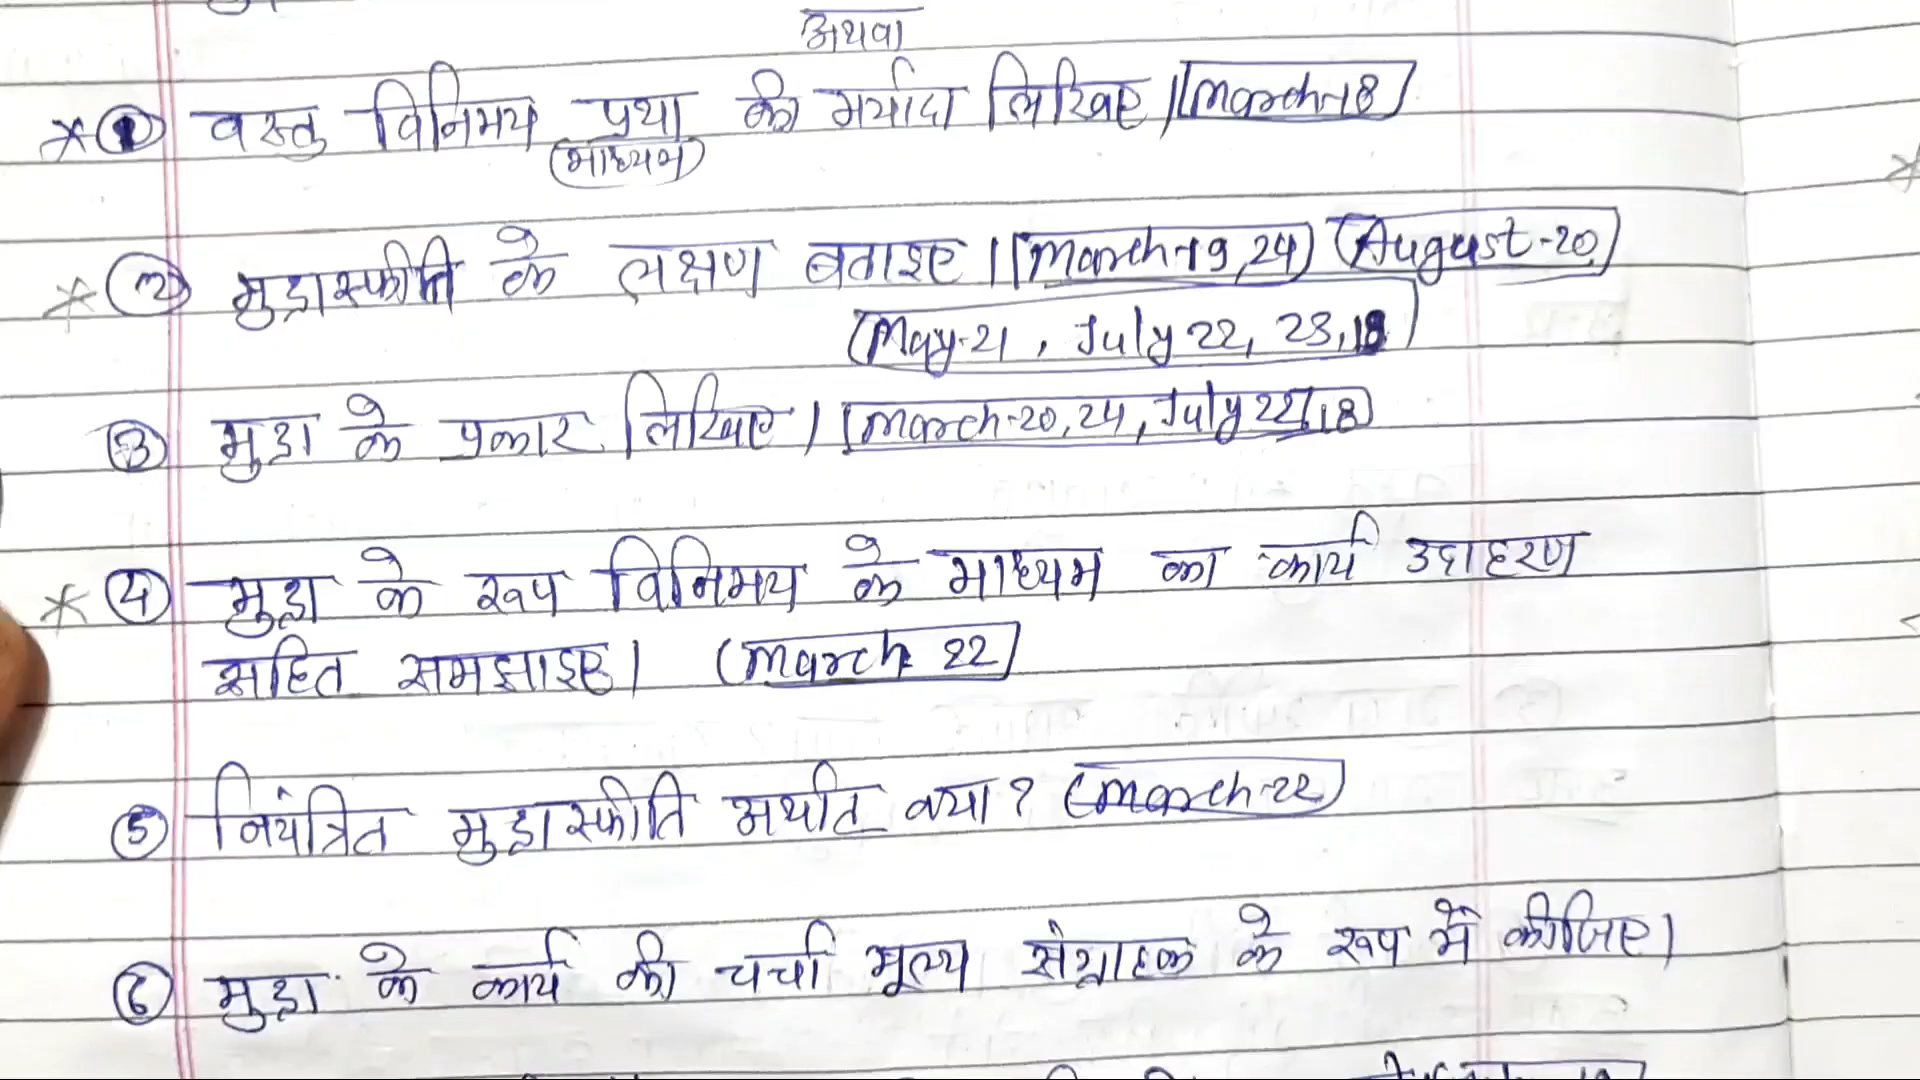 अथवा
* ① वस्तु विनिमय प्रथा की मर्यादा लिखिए। (March-18)
(माध्यम)
* ② मुद्रास्फीति के लक्षण बताइए। (March-19,24) (August-20)
(May-21, July 22, 23, 18)
③ मुद्रा के प्रकार लिखिए। (March-20,24, July 22, 18)
* ④ मुद्रा के रूप विनिमय के माध्यम का कार्य उदाहरण
सहित समझाइए। (March 22)
⑤ नियंत्रित मुद्रास्फीति अर्थात क्या? (March-22)
⑥ मुद्रा के कार्य की चर्चा मूल्य संग्राहक के रूप में कीजिए।